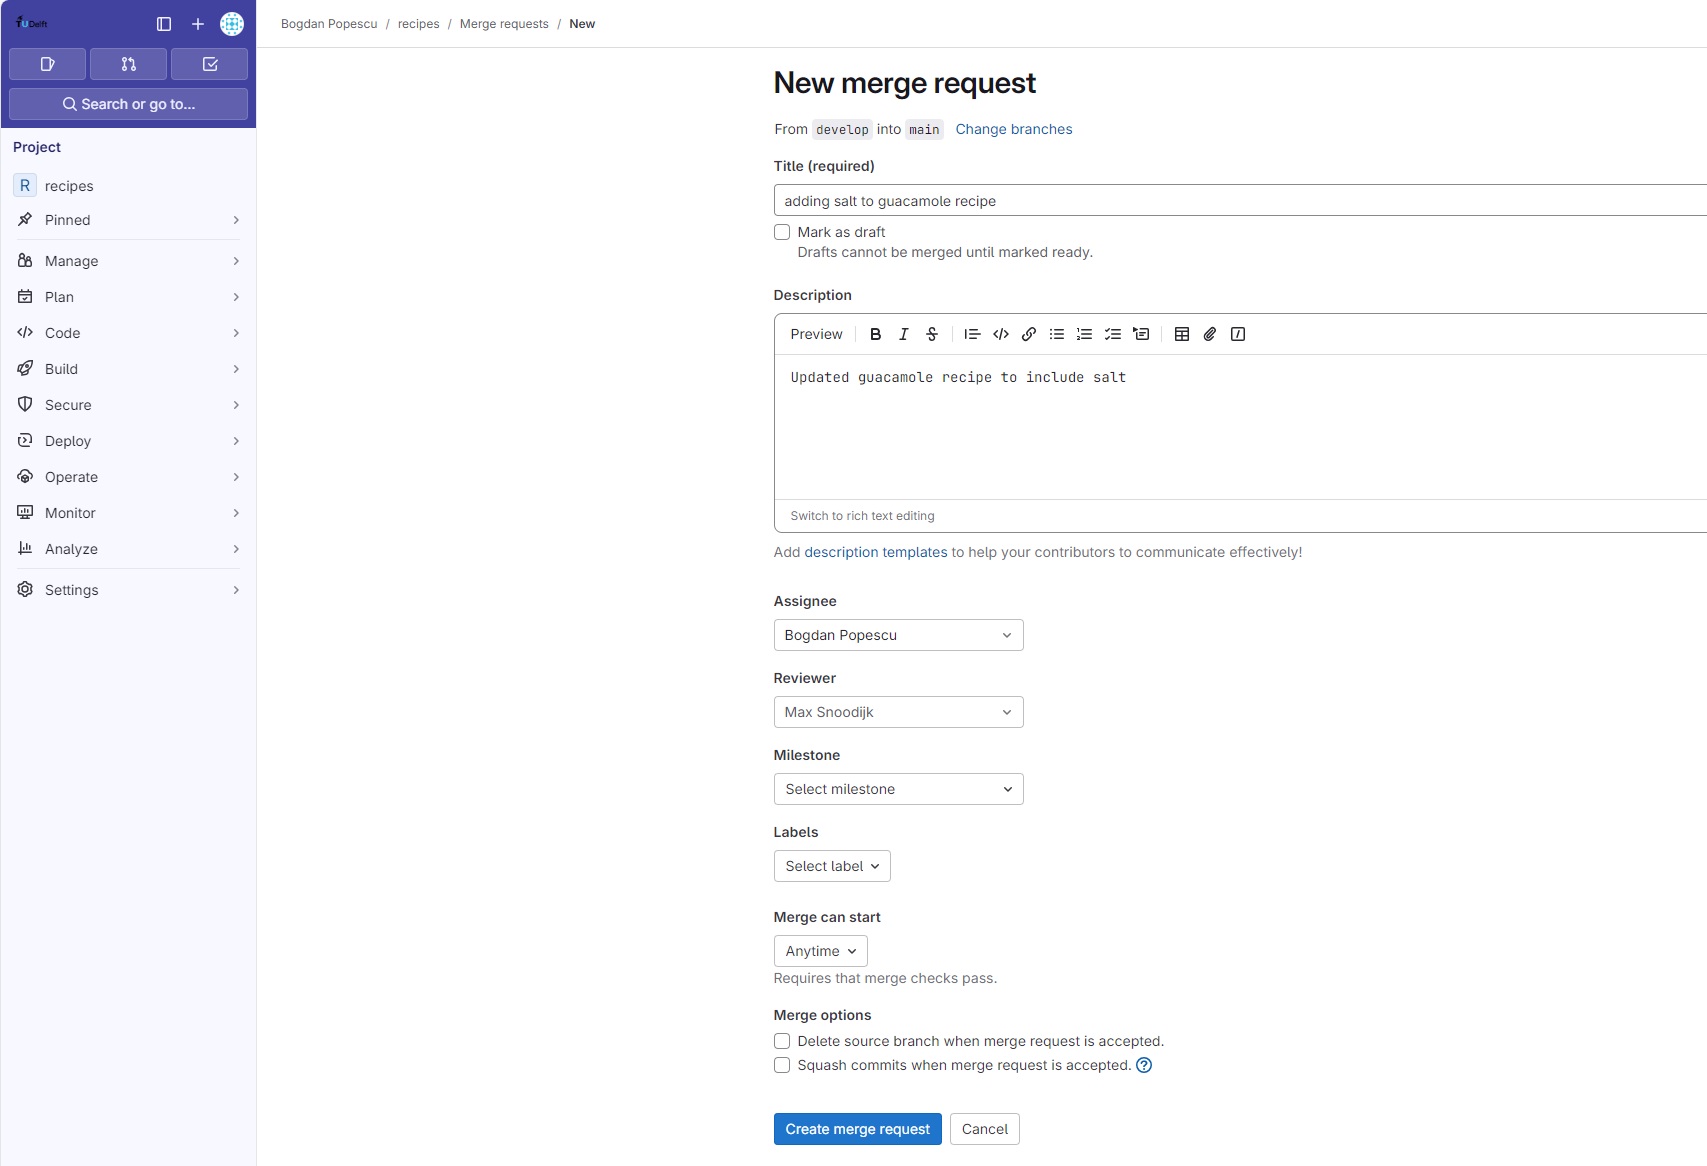 TU Delft
Bogdan Popescu / recipes / Merge requests / New
Search or go to...
Project
R recipes
Pinned
Manage
Plan
Code
Build
Secure
Deploy
Operate
Monitor
Analyze
Settings
New merge request
From develop into main Change branches
Title (required)
adding salt to guacamole recipe
Mark as draft
Drafts cannot be merged until marked ready.
Description
Preview
Updated guacamole recipe to include salt
Switch to rich text editing
Add description templates to help your contributors to communicate effectively!
Assignee
Bogdan Popescu
Reviewer
Max Snoodijk
Milestone
Select milestone
Labels
Select label
Merge can start
Anytime
Requires that merge checks pass.
Merge options
Delete source branch when merge request is accepted.
Squash commits when merge request is accepted.
Create merge request Cancel